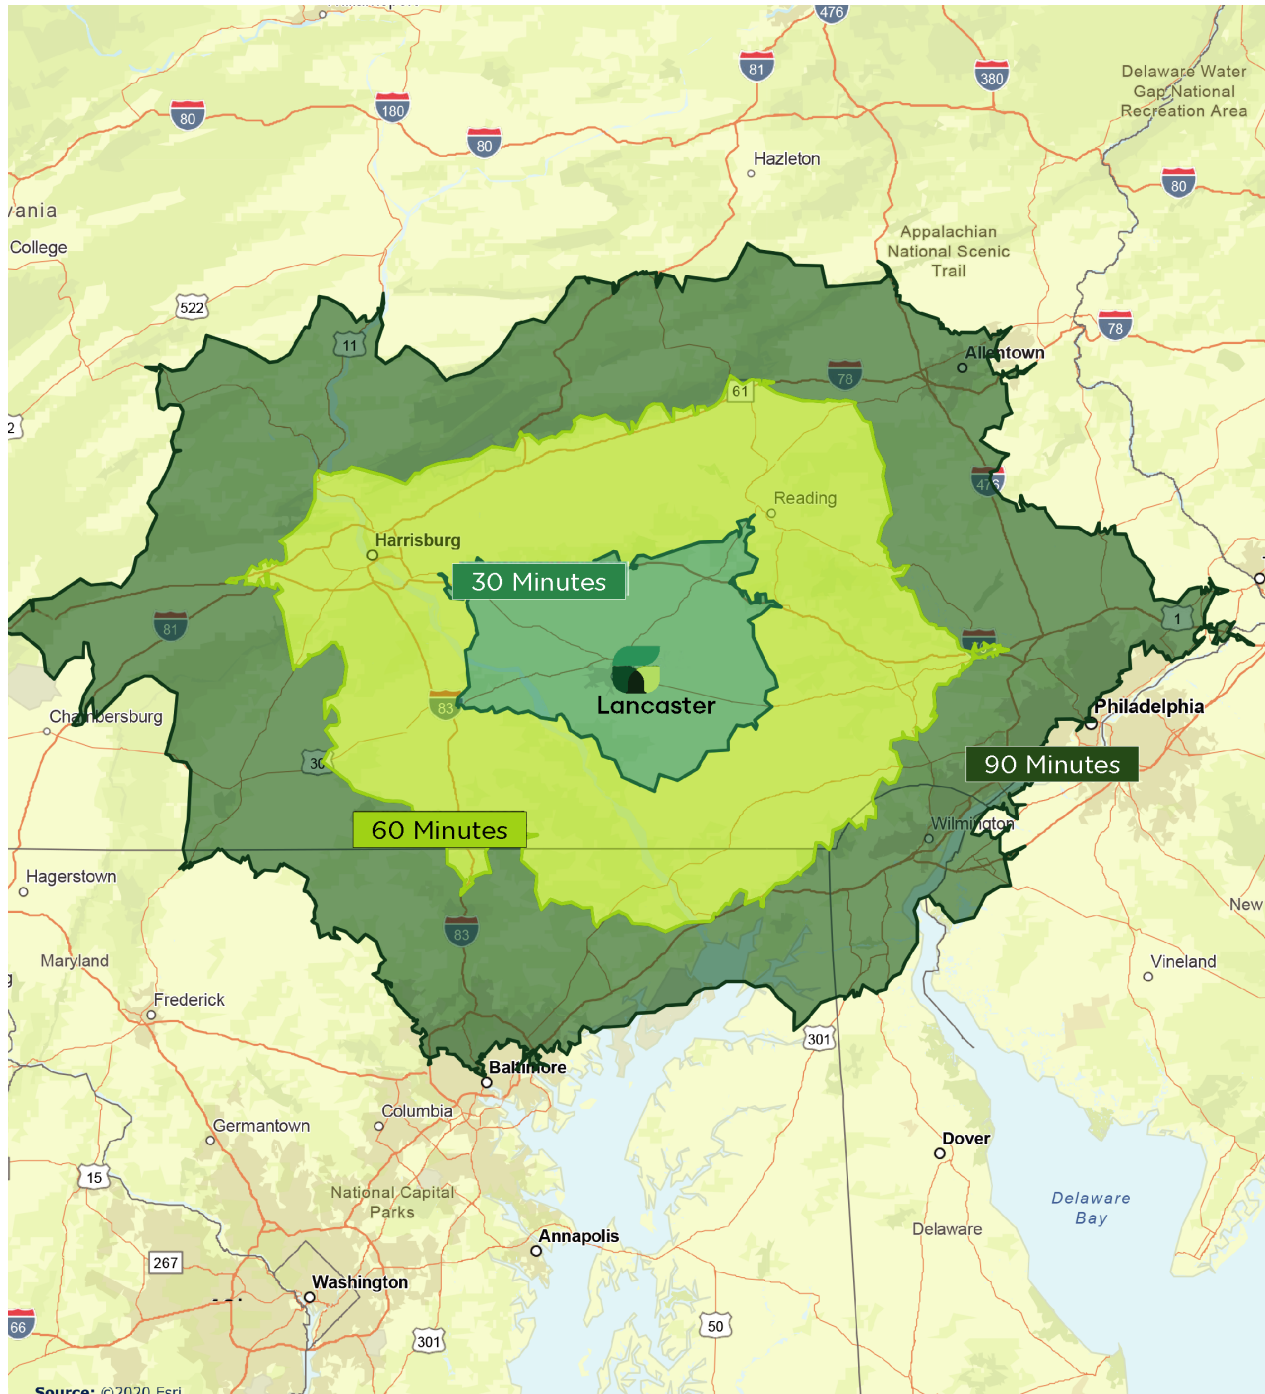 476
81
380
Delaware Water
Gap National
Recreation Area
80
180
80
Hazleton
80
vania
College
Appalachian
National Scenic
Trail
522
78
11
Allentown
78
61
2
476
Reading
Harrisburg
30 Minutes
81
1
83
Lancaster
Chambersburg
Philadelphia
30
90 Minutes
60 Minutes
Wilmington
Hagerstown
New
83
Maryland
Vineland
Frederick
301
Baltimore
Columbia
Germantown
Dover
15
National Capital
Parks
Delaware
Bay
Annapolis
Delaware
267
Washington
66
301
50
Source: ©2020 Esri